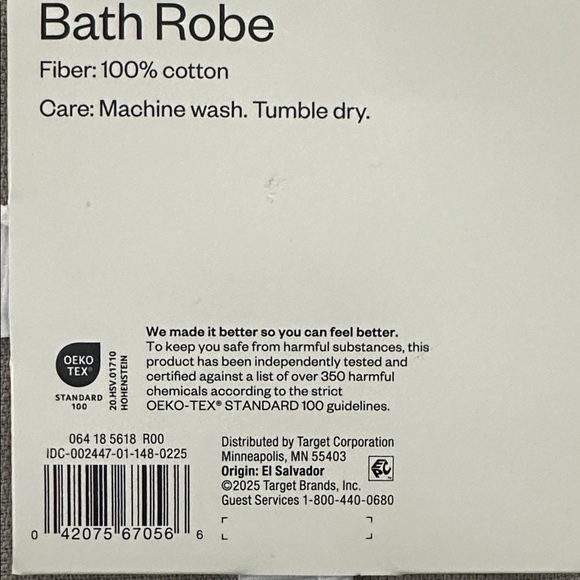 Bath Robe
Fiber: 100% cotton
Care: Machine wash. Tumble dry.
We made it better so you can feel better.
To keep you safe from harmful substances, this
product has been independently tested and
certified against a list of over 350 harmful
chemicals according to the strict
OEKO-TEX® STANDARD 100 guidelines.
OEKO
TEX®
STANDARD
100
20.HSV.01710
HOHENSTEIN
064 18 5618 R00
IDC-002447-01-148-0225
0 42075 67056 6
Distributed by Target Corporation
Minneapolis, MN 55403
Origin: El Salvador
©2025 Target Brands, Inc.
Guest Services 1-800-440-0680